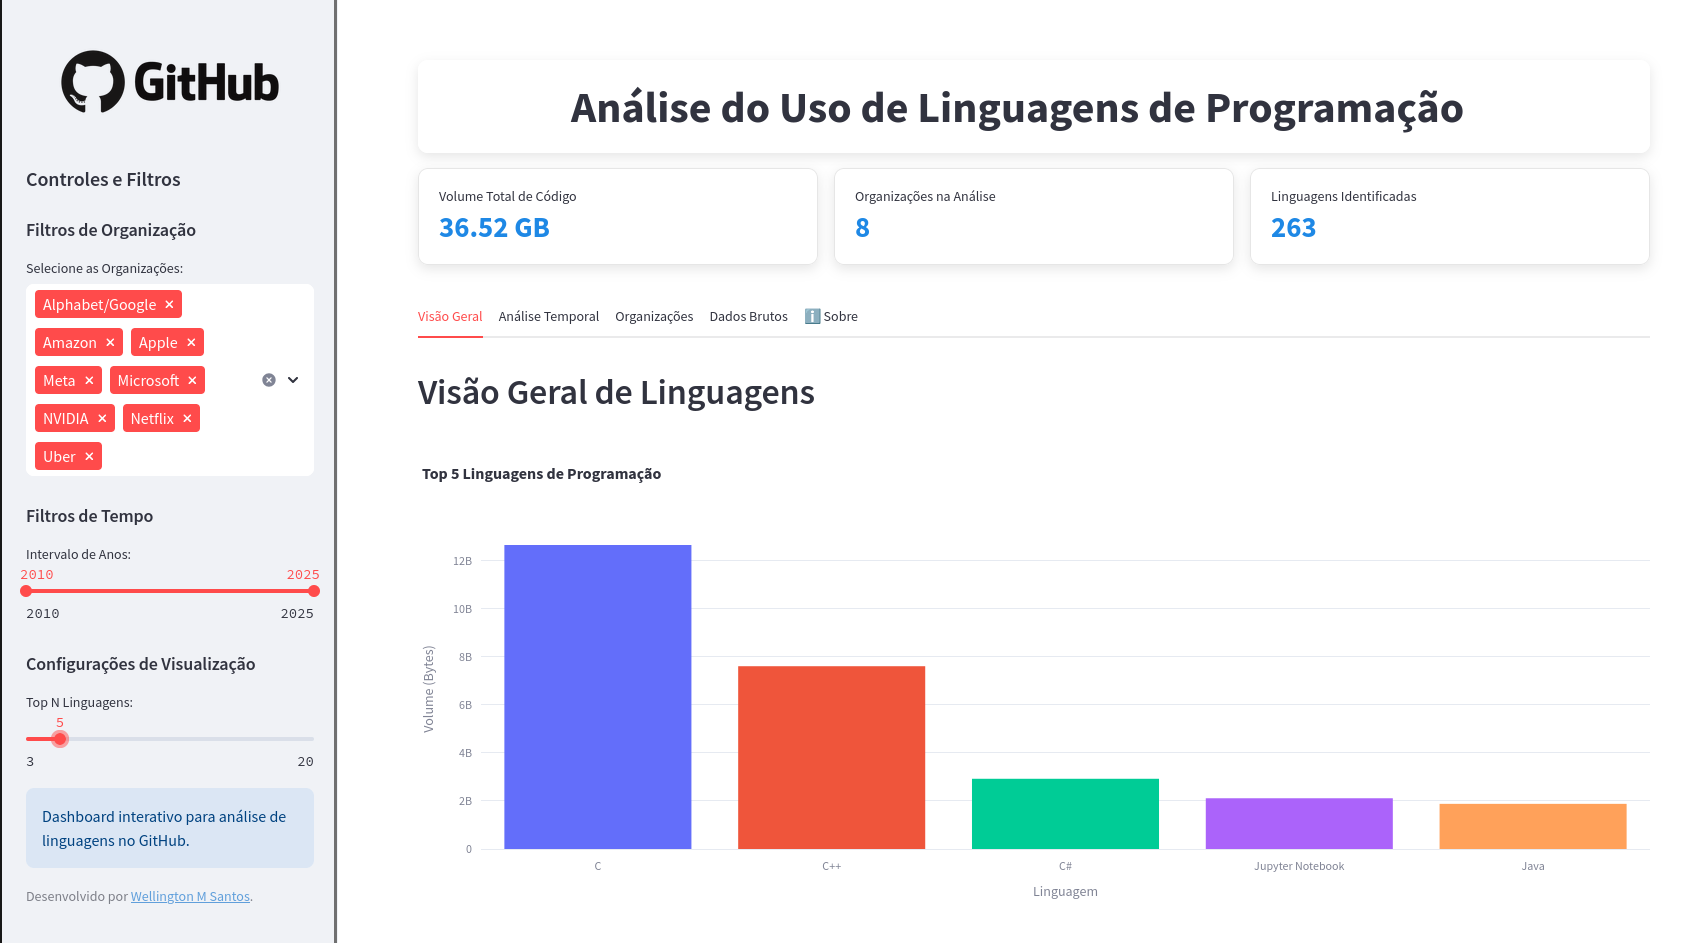 GitHub
Controles e Filtros
Filtros de Organização
Selecione as Organizações:
Alphabet/Google ×
Amazon × Apple ×
Meta × Microsoft ×
NVIDIA × Netflix ×
Uber ×
Filtros de Tempo
Intervalo de Anos:
2010 2025
2010 2025
Configurações de Visualização
Top N Linguagens:
5
3 20
Dashboard interativo para análise de
linguagens no GitHub.
Desenvolvido por Wellington M Santos.
Análise do Uso de Linguagens de Programação
Volume Total de Código
36.52 GB
Organizações na Análise
8
Linguagens Identificadas
263
Visão Geral Análise Temporal Organizações Dados Brutos ℹ️ Sobre
Visão Geral de Linguagens
Top 5 Linguagens de Programação
Volume (Bytes)
12B
10B
8B
6B
4B
2B
0
C C++ C# Jupyter Notebook Java
Linguagem